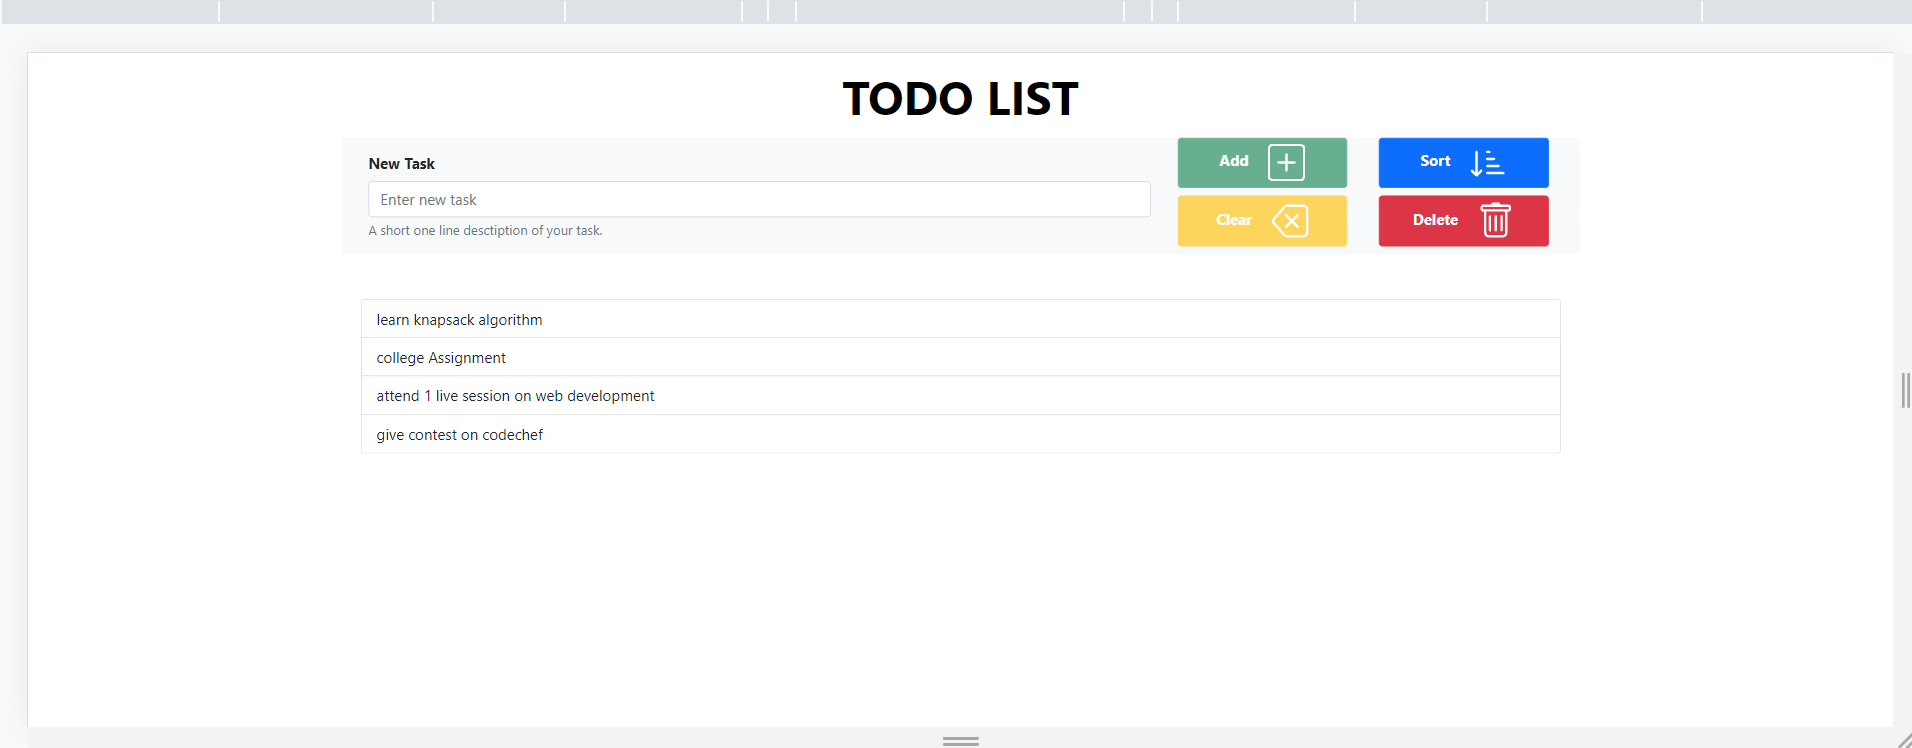 TODO LIST
New Task
Enter new task
A short one line desctiption of your task.
Add
Sort
Clear
Delete
learn knapsack algorithm
college Assignment
attend 1 live session on web development
give contest on codechef